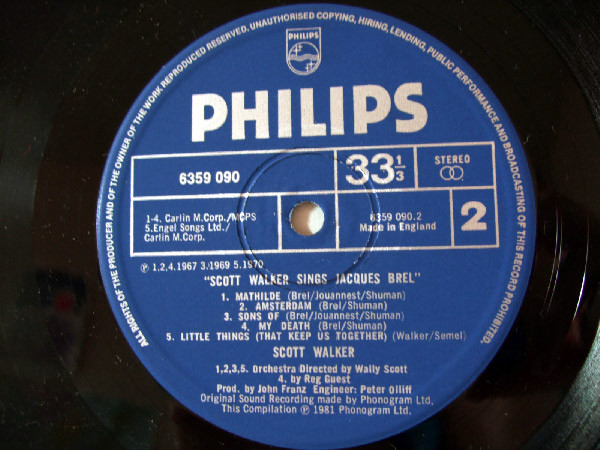 ALL RIGHTS OF THE PRODUCER AND OF THE OWNER OF THE WORK REPRODUCED RESERVED. UNAUTHORISED COPYING, HIRING, LENDING, PUBLIC PERFORMANCE AND BROADCASTING OF THIS RECORD PROHIBITED.
PHILIPS
PHILIPS
6359 090
33 1/3
STEREO
1-4. Carlin M.Corp./MCPS
5.Engel Songs Ltd./
Carlin M.Corp.
6359 090.2
Made in England
2
℗ 1,2,4.1967 3.1969 5.1970
"SCOTT WALKER SINGS JACQUES BREL"
1. MATHILDE (Brel/Jouannest/Shuman)
2. AMSTERDAM (Brel/Shuman)
3. SONS OF (Brel/Jouannest/Shuman)
4. MY DEATH (Brel/Shuman)
5. LITTLE THINGS (THAT KEEP US TOGETHER) (Walker/Semel)
SCOTT WALKER
1,2,3,5. Orchestra Directed by Wally Scott
4. by Reg Guest
Prod. by John Franz Engineer: Peter Olliff
Original Sound Recording made by Phonogram Ltd.
This Compilation ℗ 1981 Phonogram Ltd.